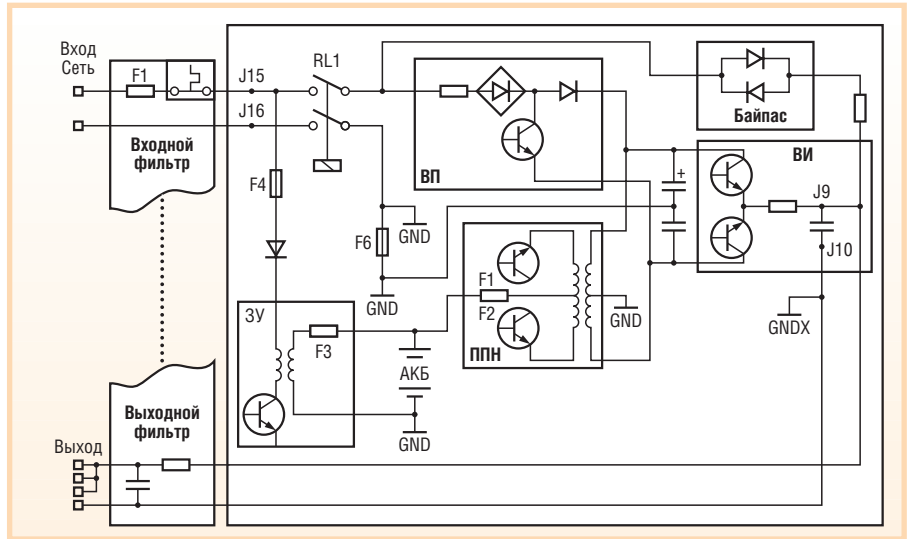 Вход
Сеть
F1
J15
RL1
J16
Входной
фильтр
F4
F6
GND
GND
ВП
Байпас
ВИ
+
J9
J10
GNDX
ЗУ
F3
АКБ
GND
F1
F2
ППН
GND
Выходной
фильтр
Выход